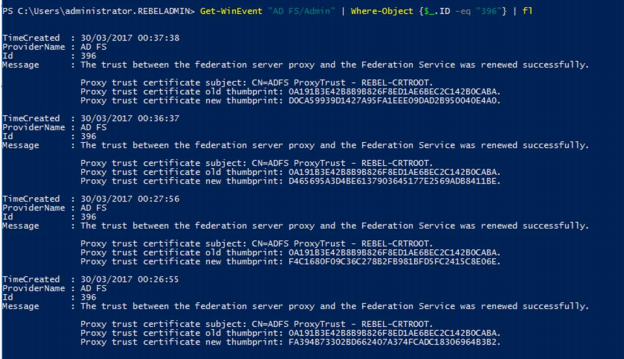 PS C:\Users\administrator.REBELADMIN> Get-WinEvent "AD FS/Admin" | Where-Object {$_.ID -eq "396"} | fl
TimeCreated : 30/03/2017 00:37:38
ProviderName : AD FS
Id : 396
Message : The trust between the federation server proxy and the Federation Service was renewed successfully.
Proxy trust certificate subject: CN=ADFS ProxyTrust - REBEL-CRTROOT.
Proxy trust certificate old thumbprint: 0A191B3E2B8B9B826F8ED1AE6BEC2C142B0CABA.
Proxy trust certificate new thumbprint: D0CA59939D1427A95FA1EEE09DAD2B950040E4A0.
TimeCreated : 30/03/2017 00:36:37
ProviderName : AD FS
Id : 396
Message : The trust between the federation server proxy and the Federation Service was renewed successfully.
Proxy trust certificate subject: CN=ADFS ProxyTrust - REBEL-CRTROOT.
Proxy trust certificate old thumbprint: 0A191B3E2B8B9B826F8ED1AE6BEC2C142B0CABA.
Proxy trust certificate new thumbprint: D465695A3D4BE6137903645177E2569ADB8411BE.
TimeCreated : 30/03/2017 00:27:56
ProviderName : AD FS
Id : 396
Message : The trust between the federation server proxy and the Federation Service was renewed successfully.
Proxy trust certificate subject: CN=ADFS ProxyTrust - REBEL-CRTROOT.
Proxy trust certificate old thumbprint: 0A191B3E2B8B9B826F8ED1AE6BEC2C142B0CABA.
Proxy trust certificate new thumbprint: F4C1680F09C36C278B2FB981BFD5FC2415C8E06E.
TimeCreated : 30/03/2017 00:26:55
ProviderName : AD FS
Id : 396
Message : The trust between the federation server proxy and the Federation Service was renewed successfully.
Proxy trust certificate subject: CN=ADFS ProxyTrust - REBEL-CRTROOT.
Proxy trust certificate old thumbprint: 0A191B3E2B8B9B826F8ED1AE6BEC2C142B0CABA.
Proxy trust certificate new thumbprint: FA394B73302BD662407A374FCADC18306964B3B2.